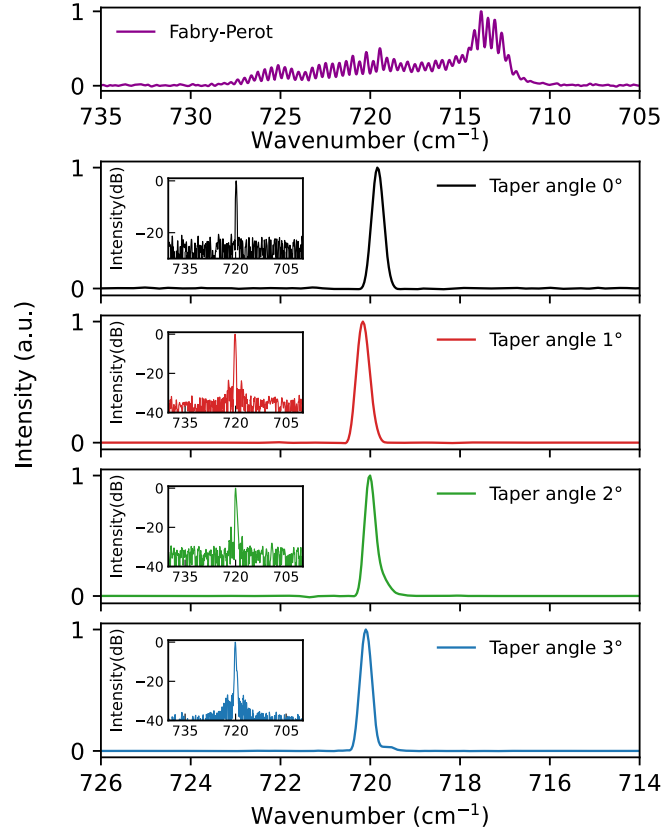 1
Fabry-Perot
0
735 730 725 720 715 710 705
Wavenumber (cm⁻¹)
Intensity (a.u.)
1
Intensity(dB)
0
−20
735 720 705
Taper angle 0°
0
1
Intensity(dB)
0
−20
−40
735 720 705
Taper angle 1°
0
1
Intensity(dB)
0
−20
−40
735 720 705
Taper angle 2°
0
1
Intensity(dB)
0
−20
−40
735 720 705
Taper angle 3°
0
726 724 722 720 718 716 714
Wavenumber (cm⁻¹)